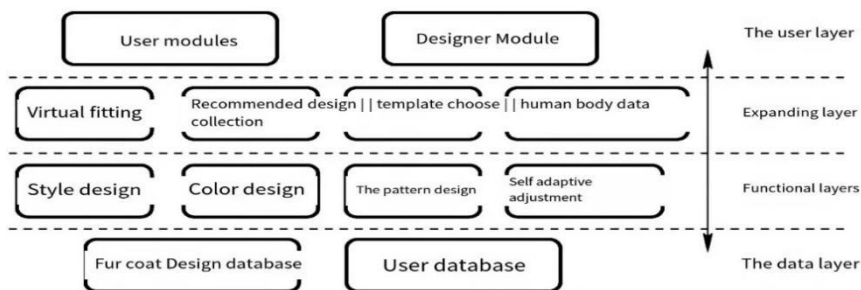 User modules
Designer Module
The user layer
Virtual fitting
Recommended design || template choose || human body data
collection
Expanding layer
Style design
Color design
The pattern design
Self adaptive
adjustment
Functional layers
Fur coat Design database
User database
The data layer